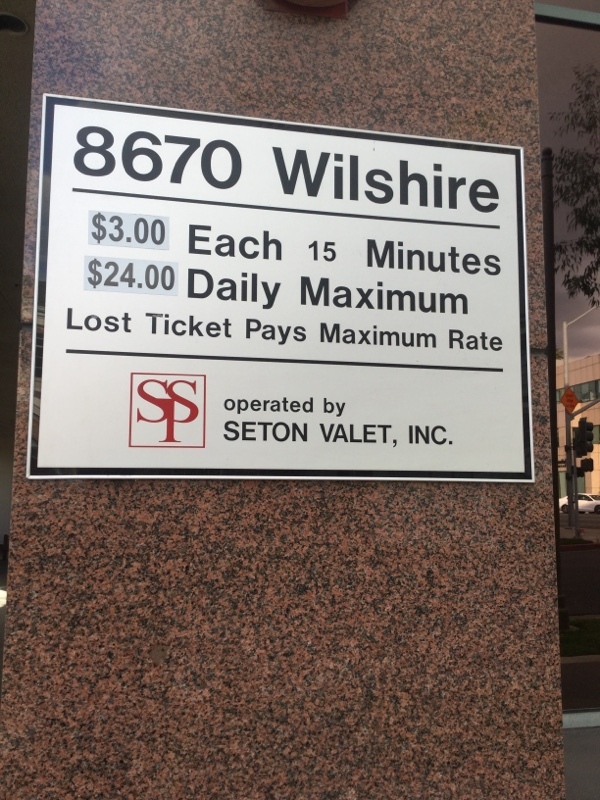 8670 Wilshire
$3.00 Each 15 Minutes
$24.00 Daily Maximum
Lost Ticket Pays Maximum Rate
SSP
operated by
SETON VALET, INC.